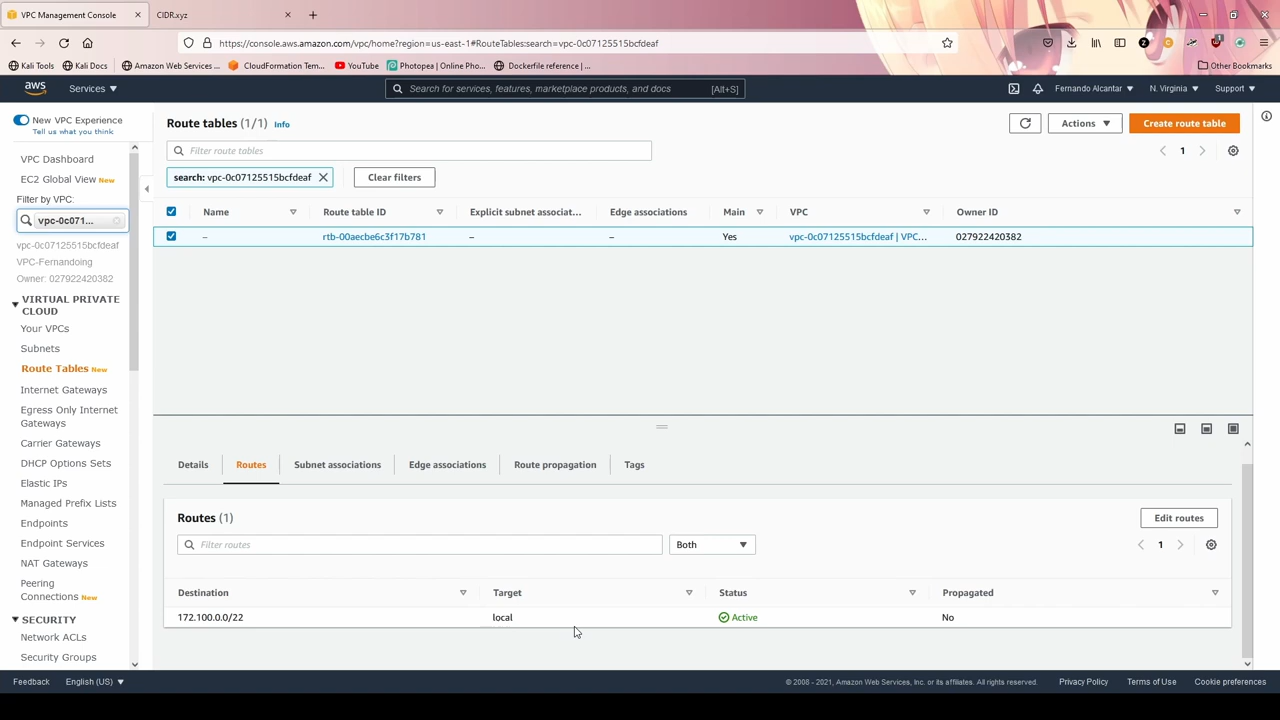 VPC Management Console
CIDR.xyz
https://console.aws.amazon.com/vpc/home?region=us-east-1#RouteTables:search=vpc-0c07125515bcfdeaf
Kali Tools
Kali Docs
Amazon Web Services ...
CloudFormation Tem...
YouTube
Photopea | Online Pho...
Dockerfile reference | ...
Other Bookmarks
aws
Services
Search for services, features, marketplace products, and docs
[Alt+S]
Fernando Alcantar
N. Virginia
Support
New VPC Experience
Tell us what you think
VPC Dashboard
EC2 Global View New
Filter by VPC:
vpc-0c071...
vpc-0c07125515bcfdeaf
VPC-Fernandoing
Owner: 027922420382
VIRTUAL PRIVATE
CLOUD
Your VPCs
Subnets
Route Tables New
Internet Gateways
Egress Only Internet
Gateways
Carrier Gateways
DHCP Options Sets
Elastic IPs
Managed Prefix Lists
Endpoints
Endpoint Services
NAT Gateways
Peering
Connections New
SECURITY
Network ACLs
Security Groups
Route tables (1/1) Info
Actions
Create route table
Filter route tables
1
search: vpc-0c07125515bcfdeaf
Clear filters
Name
Route table ID
Explicit subnet associat...
Edge associations
Main
VPC
Owner ID
–
rtb-00aecbe6c3f17b781
–
–
Yes
vpc-0c07125515bcfdeaf | VPC...
027922420382
Details
Routes
Subnet associations
Edge associations
Route propagation
Tags
Routes (1)
Edit routes
Filter routes
Both
1
Destination
Target
Status
Propagated
172.100.0.0/22
local
Active
No
Feedback
English (US)
© 2008 - 2021, Amazon Web Services, Inc. or its affiliates. All rights reserved.
Privacy Policy
Terms of Use
Cookie preferences